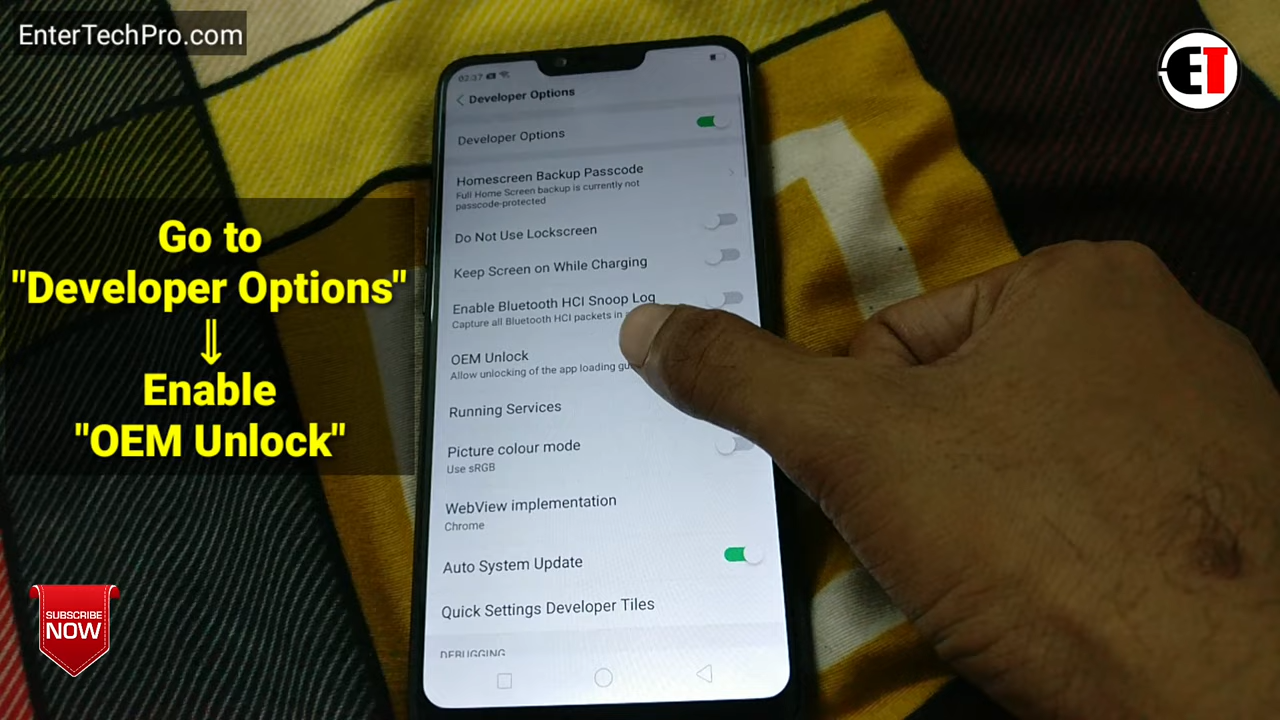 EnterTechPro.com
ET
Go to
"Developer Options"
⇓
Enable
"OEM Unlock"
SUBSCRIBE
NOW
02:37
Developer Options
Developer Options
Homescreen Backup Passcode
Full Home Screen backup is currently not
passcode-protected
Do Not Use Lockscreen
Keep Screen on While Charging
Enable Bluetooth HCI Snoop Log
Capture all Bluetooth HCI packets in
OEM Unlock
Allow unlocking of the app loading
Running Services
Picture colour mode
Use sRGB
WebView implementation
Chrome
Auto System Update
Quick Settings Developer Tiles
DEBUGGING